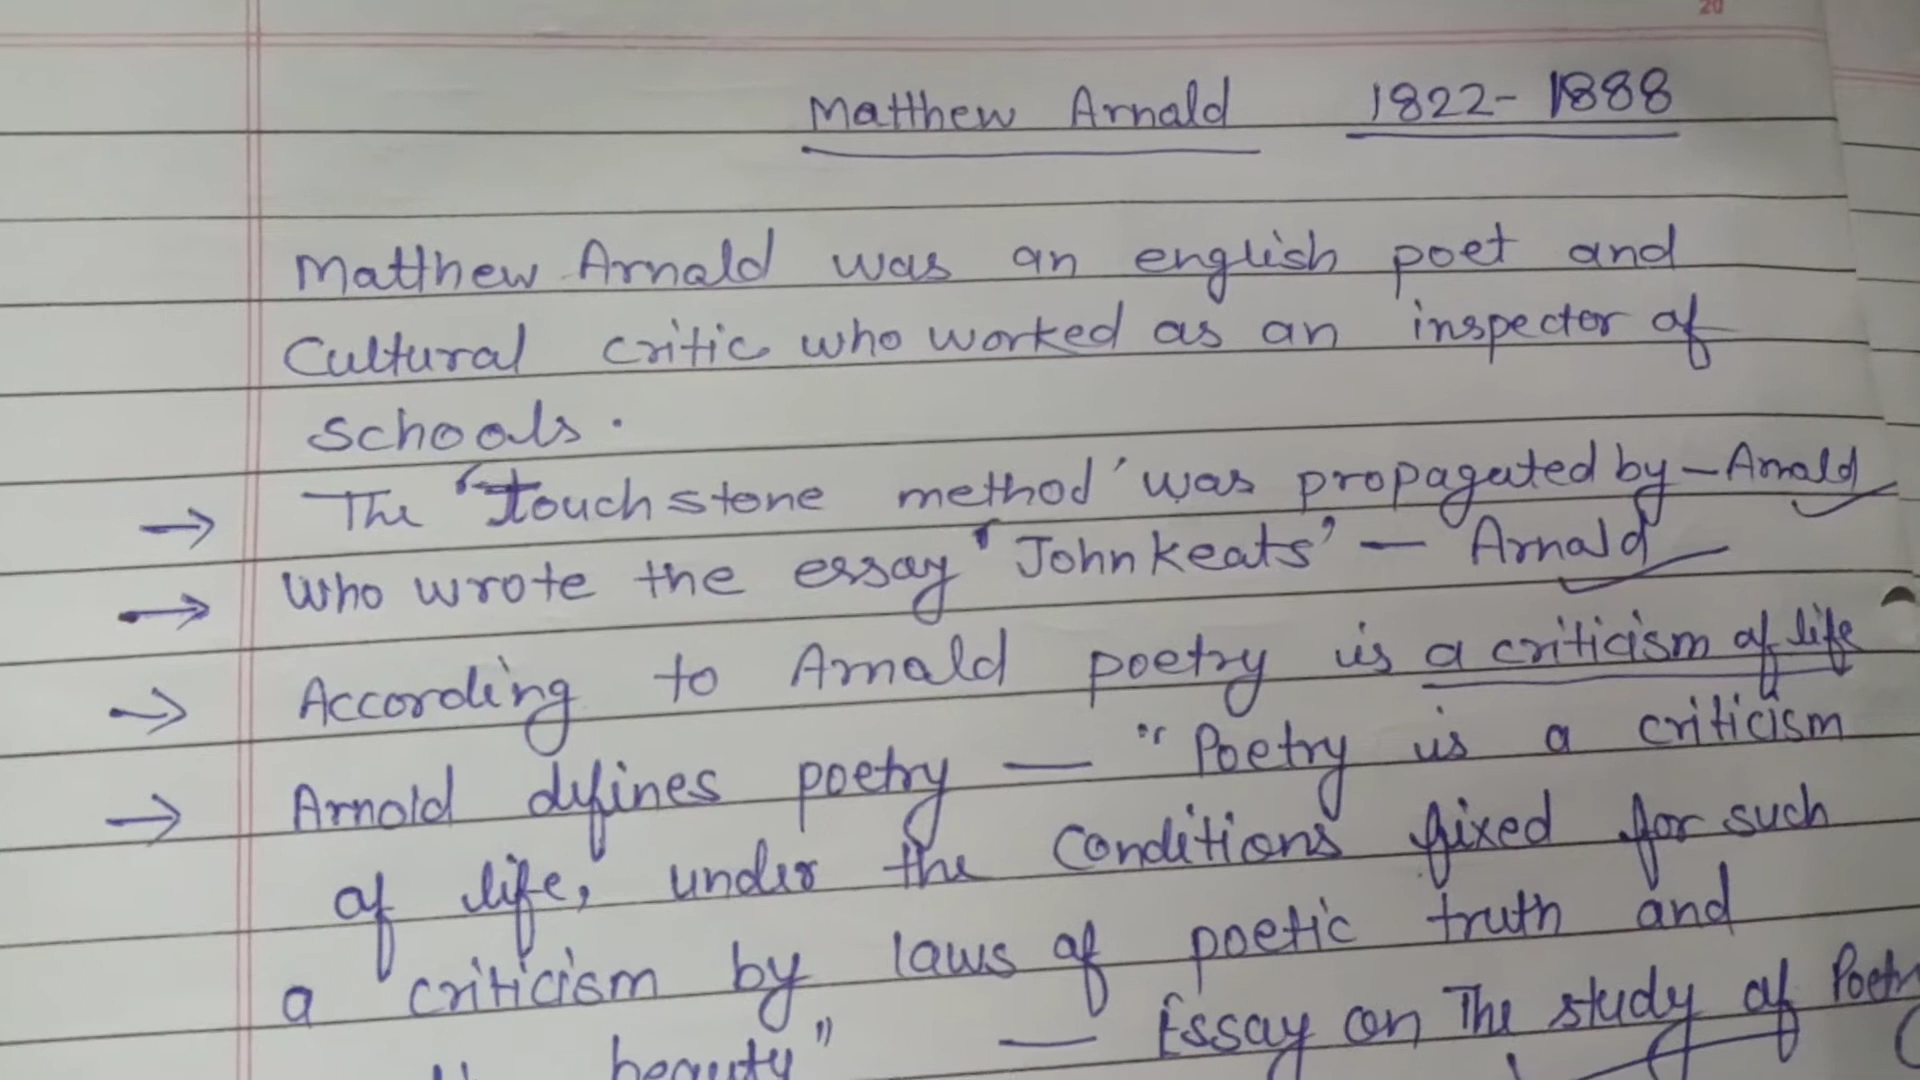 20
Matthew Arnald 1822-1888
Matthew Arnald was an english poet and
Cultural critic who worked as an inspector of
schools.
→ The 'Touchstone method' was propagated by - Arnald
→ Who wrote the essay 'John keats' — Arnald
→ According to Arnald poetry is a criticism of life
→ Arnold defines poetry — "Poetry is a criticism
of life, under the conditions fixed for such
a criticism by laws of poetic truth and
beauty" — Essay on The study of Poetry